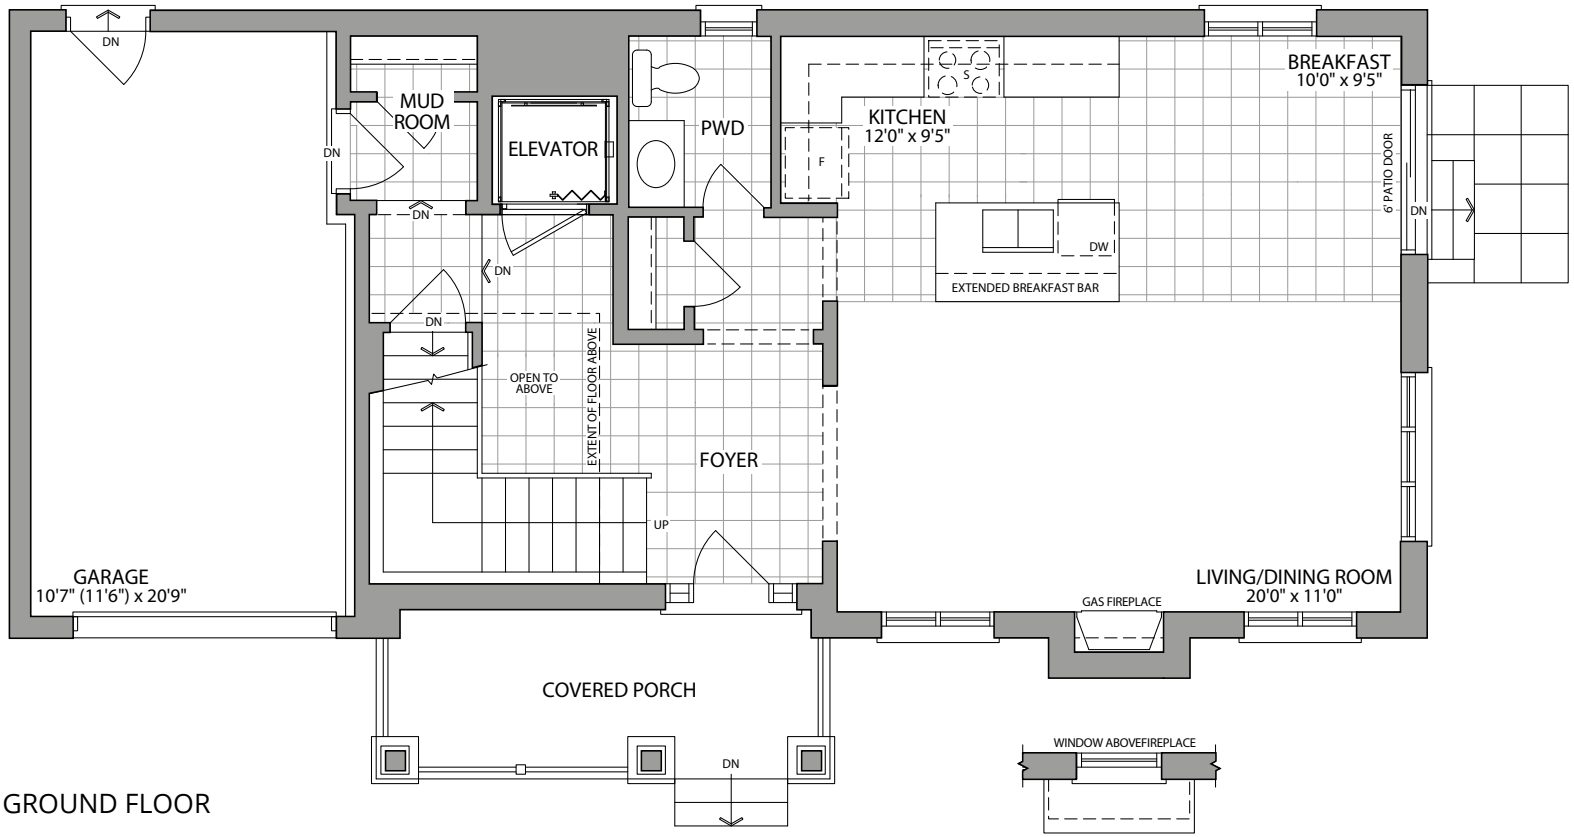 DN
MUD
ROOM
DN
DN
ELEVATOR
PWD
S
F
KITCHEN
12'0" x 9'5"
BREAKFAST
10'0" x 9'5"
6' PATIO DOOR
DN
DW
EXTENDED BREAKFAST BAR
DN
DN
OPEN TO
ABOVE
EXTENT OF FLOOR ABOVE
FOYER
UP
GARAGE
10'7" (11'6") x 20'9"
LIVING/DINING ROOM
20'0" x 11'0"
GAS FIREPLACE
COVERED PORCH
DN
WINDOW ABOVEFIREPLACE
GROUND FLOOR